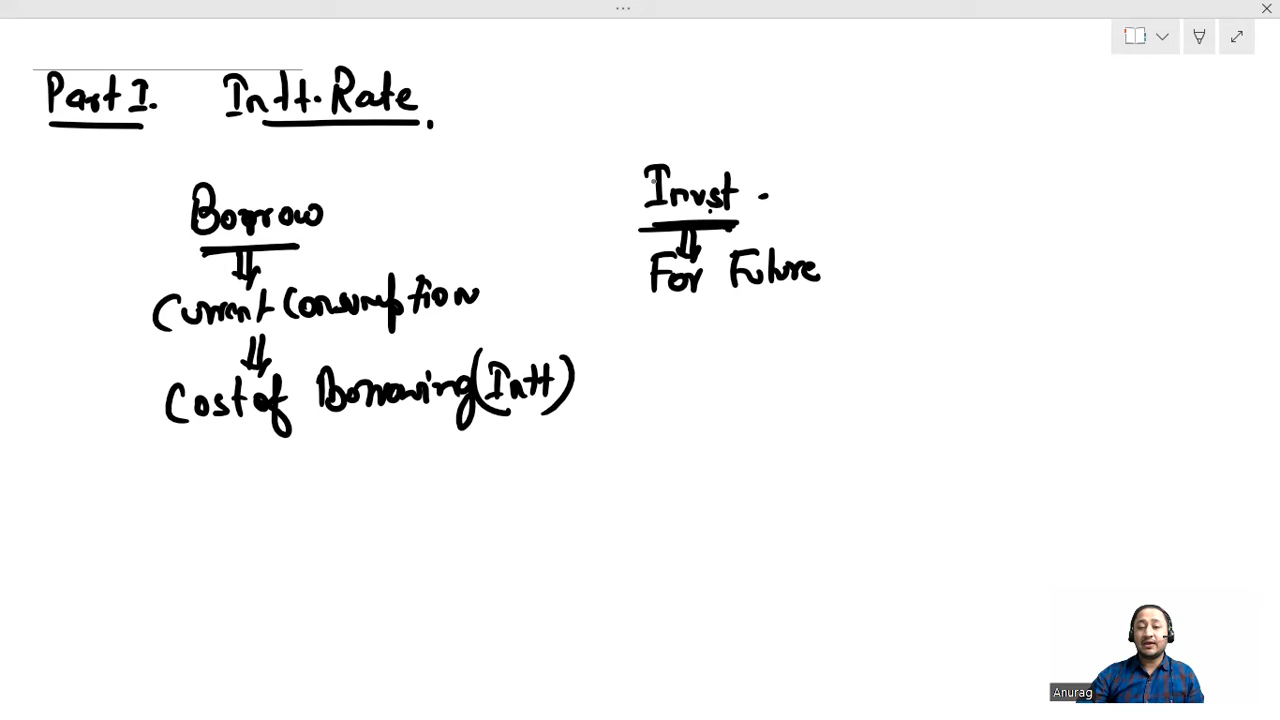 Part I. Intt. Rate.
Borrow
Current Consumption
Cost of Borrowing (Intt)
Invst.
For Future
Anurag